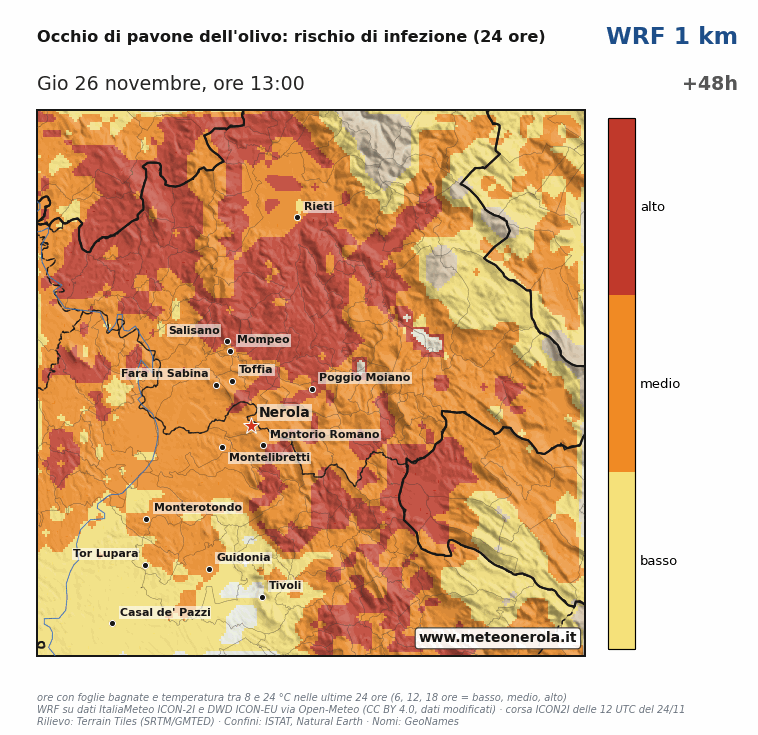 Occhio di pavone dell'olivo: rischio di infezione (24 ore)
WRF 1 km
Gio 26 novembre, ore 13:00
+48h
Rieti
Salisano
Mompeo
Fara in Sabina
Toffia
Poggio Moiano
Nerola
Montorio Romano
Montelibretti
Monterotondo
Tor Lupara
Guidonia
Tivoli
Casal de' Pazzi
www.meteonerola.it
alto
medio
basso
ore con foglie bagnate e temperatura tra 8 e 24 °C nelle ultime 24 ore (6, 12, 18 ore = basso, medio, alto)
WRF su dati ItaliaMeteo ICON-2I e DWD ICON-EU via Open-Meteo (CC BY 4.0, dati modificati) · corsa ICON2I delle 12 UTC del 24/11
Rilievo: Terrain Tiles (SRTM/GMTED) · Confini: ISTAT, Natural Earth · Nomi: GeoNames